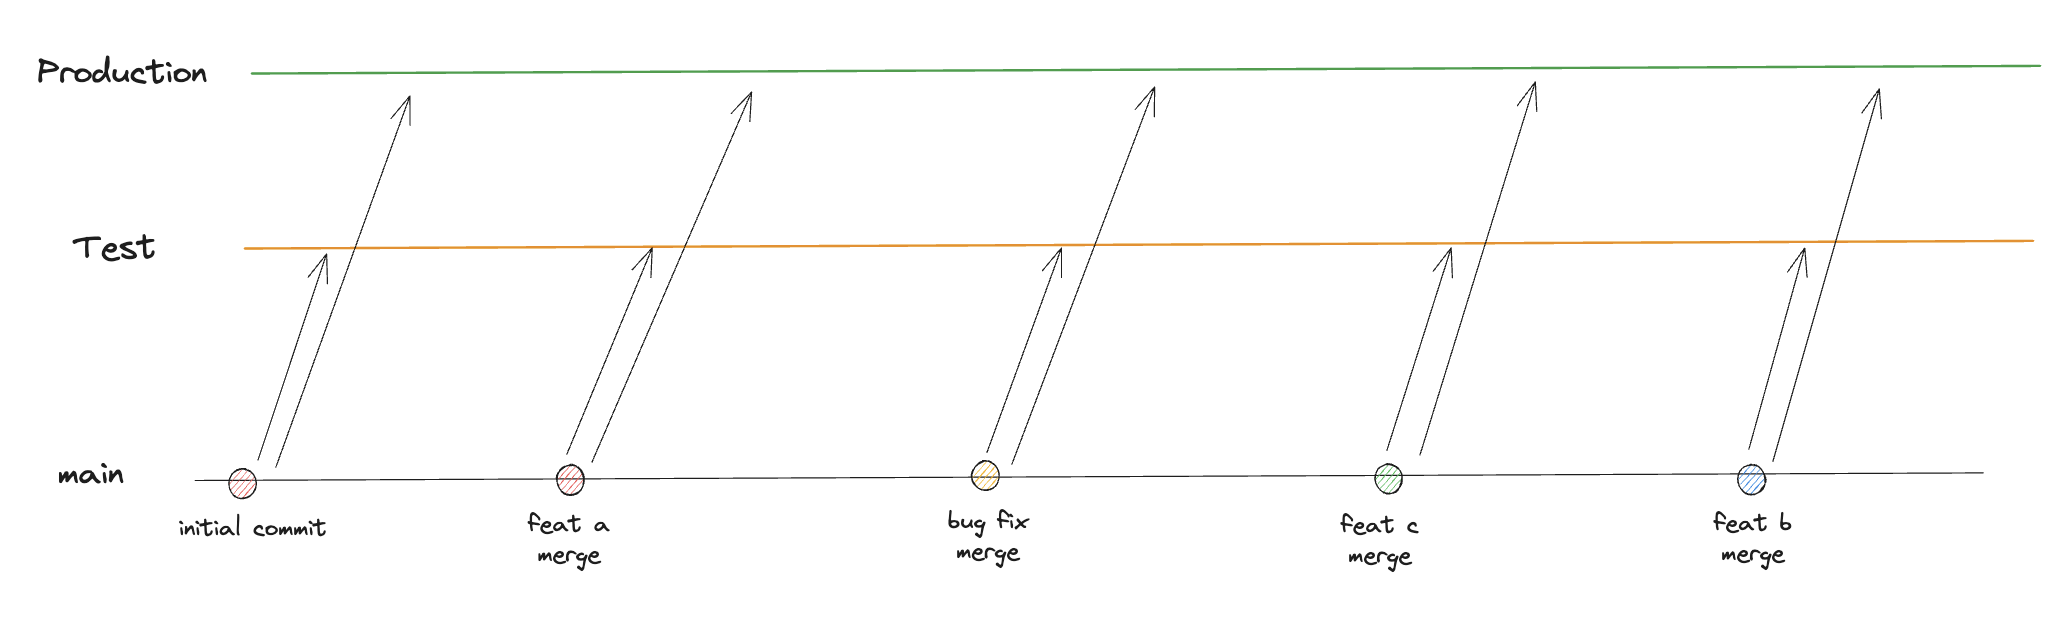 Production
Test
main
initial commit
feat a
merge
bug fix
merge
feat c
merge
feat b
merge